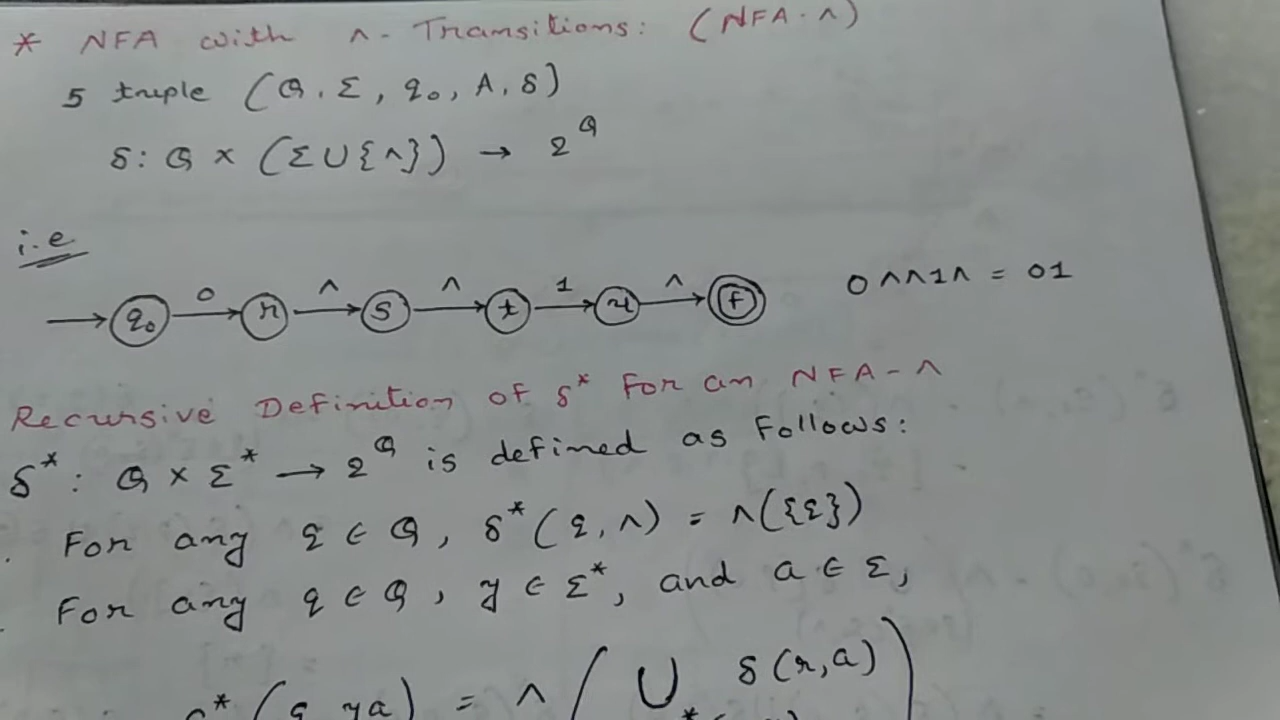 * NFA with ∧- Transitions: (NFA-∧)
5 tuple (Q, Σ, q₀, A, δ)
δ: Q × (Σ∪{∧}) → 2^Q
i.e
q₀ 0 r ∧ s ∧ t 1 u ∧ f 0∧∧1∧ = 01
Recursive Definition of δ* For an NFA-∧
δ* : Q × Σ* → 2^Q is defined as Follows:
For any q ∈ Q, δ*(q, ∧) = ∧({q})
For any q ∈ Q, y ∈ Σ*, and a ∈ Σ,
δ*(q, ya) = ∧( ∪ δ(r,a) )